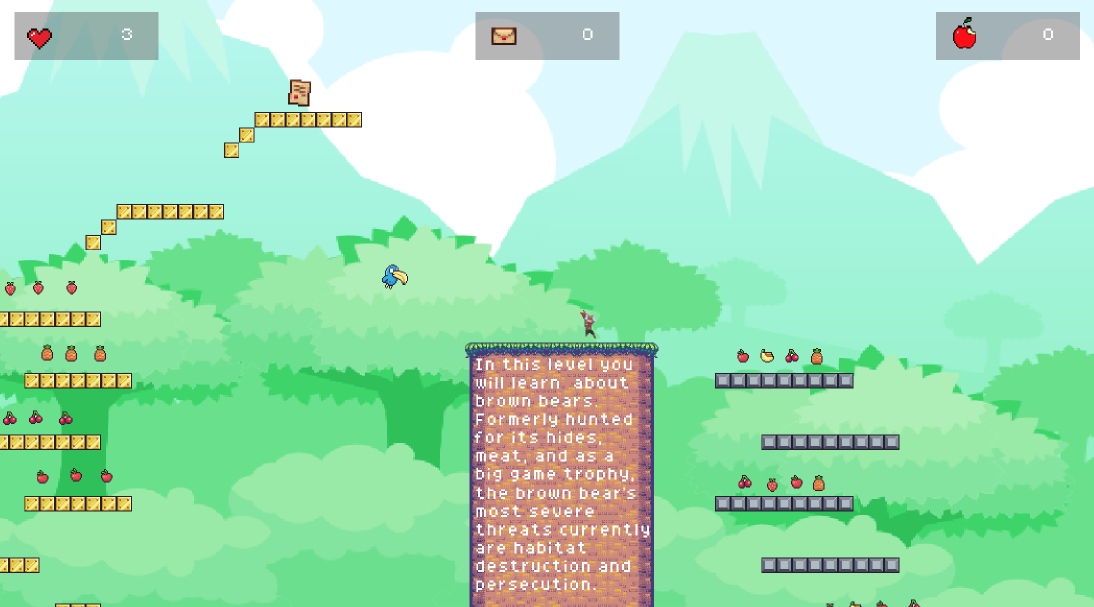 3
0
0
In this level you
will learn about
brown bears.
Formerly hunted
for its hides,
meat, and as a
big game trophy,
the brown bear's
most severe
threats currently
are habitat
destruction and
persecution.